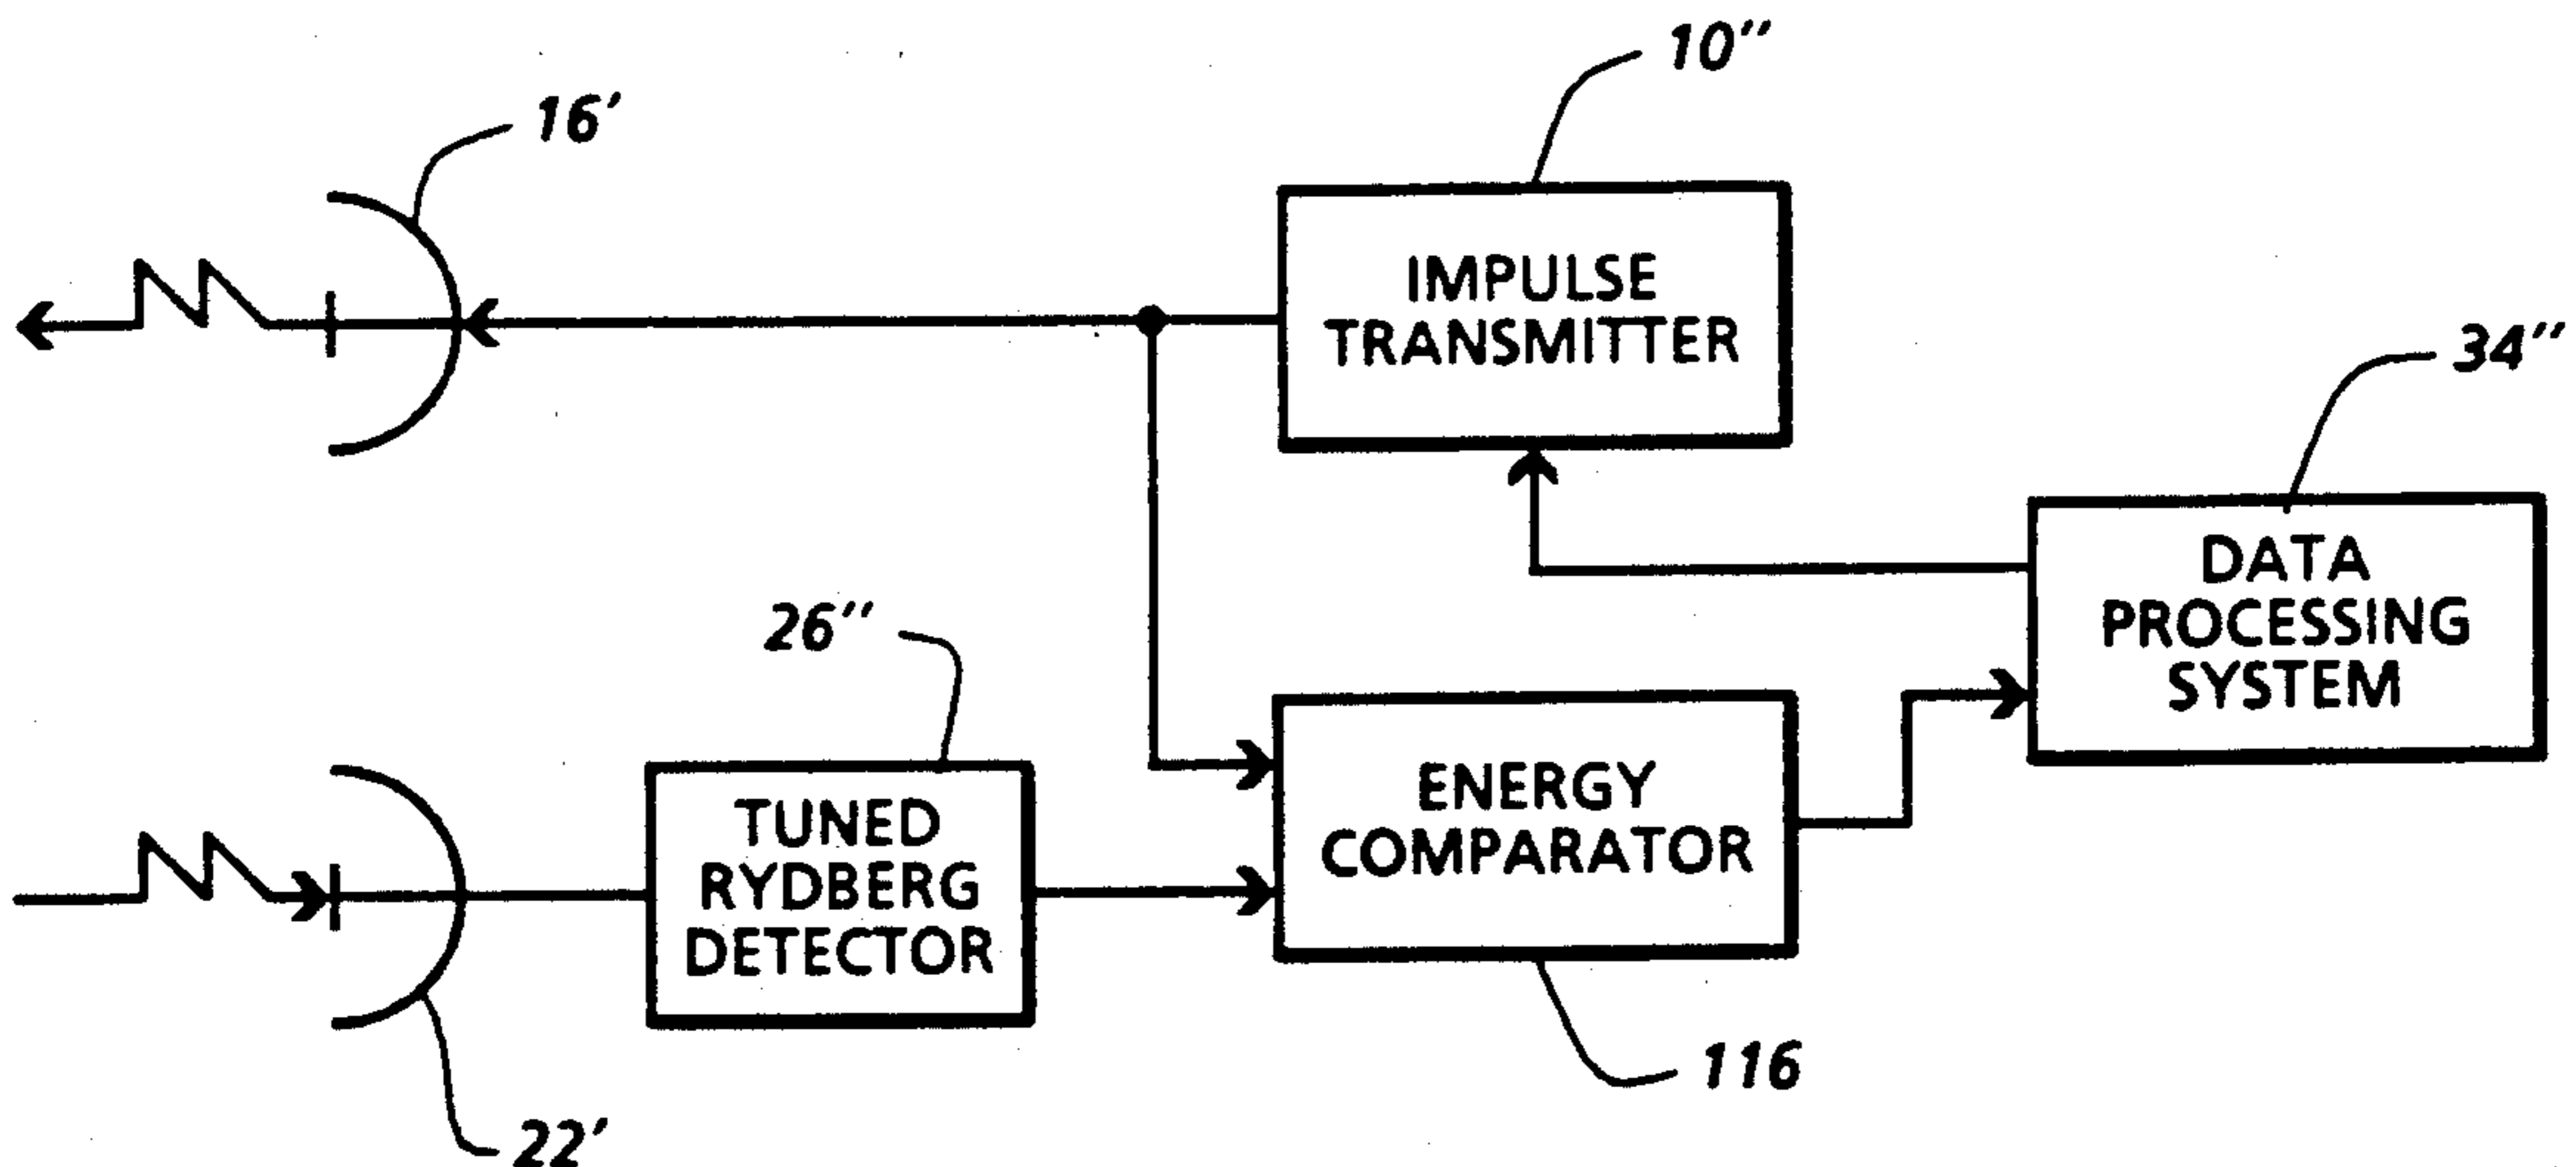 10''
16'
IMPULSE
TRANSMITTER
34''
DATA
PROCESSING
SYSTEM
26''
TUNED
RYDBERG
DETECTOR
ENERGY
COMPARATOR
116
22'